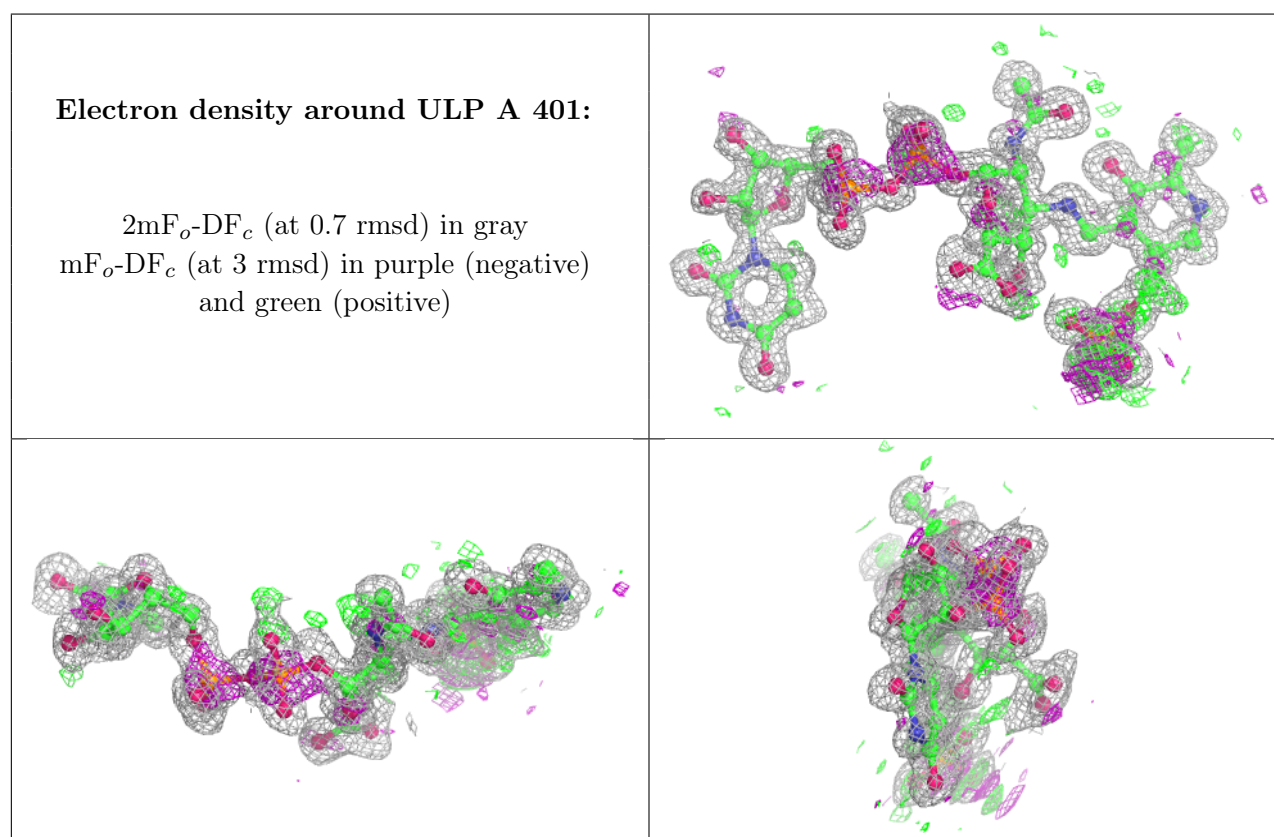 Electron density around ULP A 401:
2mFo-DFc (at 0.7 rmsd) in gray
mFo-DFc (at 3 rmsd) in purple (negative)
and green (positive)